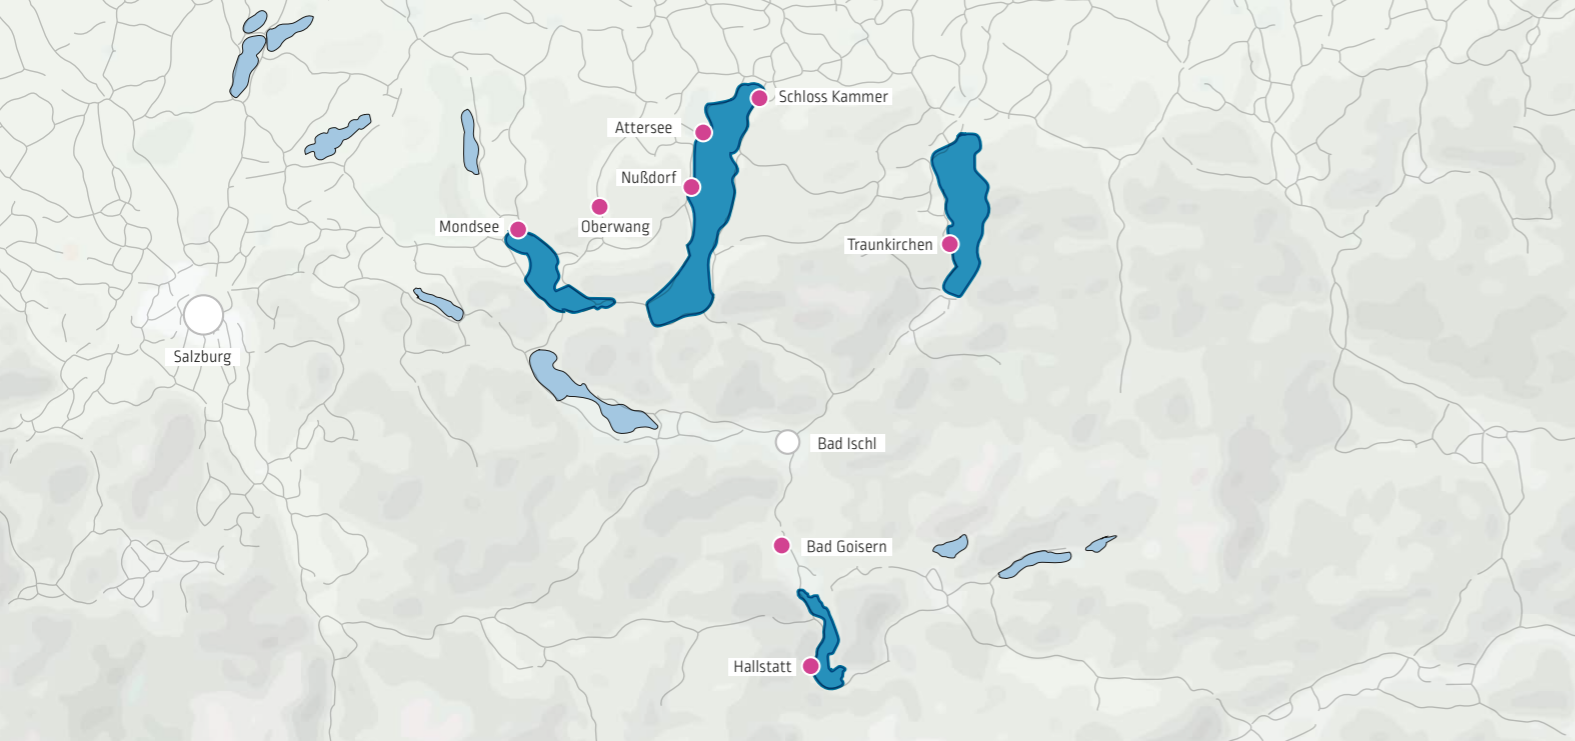 Schloss Kammer
Attersee
Nußdorf
Mondsee
Oberwang
Traunkirchen
Salzburg
Bad Ischl
Bad Goisern
Hallstatt